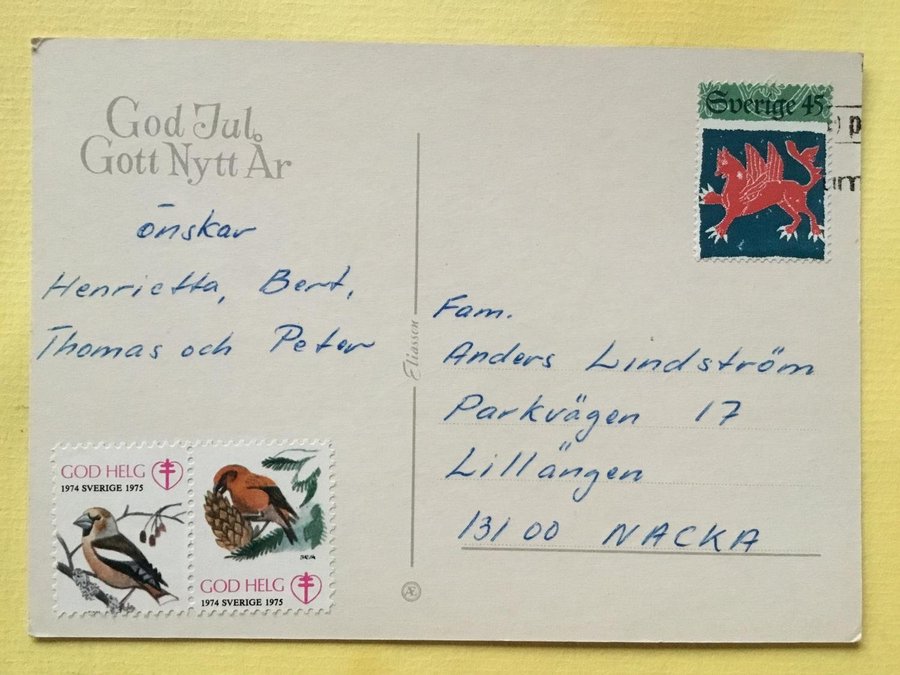 God Jul
Gott Nytt År
önskar
Henrietta, Bert,
Thomas och Peter
GOD HELG
1974 SVERIGE 1975
GOD HELG
1974 SVERIGE 1975
Eliasson
Sverige 45
Fam.
Anders Lindström
Parkvägen 17
Lillängen
131 00 NACKA
Æ